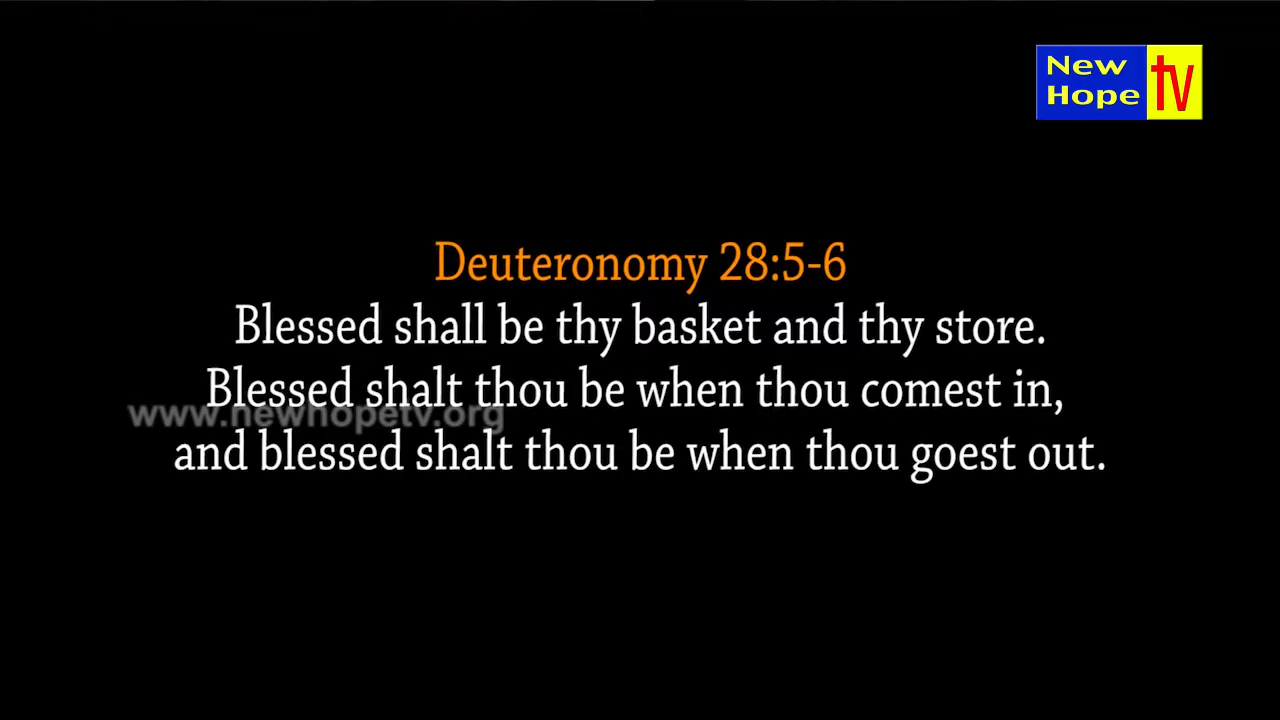 New
Hope
tv
Deuteronomy 28:5-6
Blessed shall be thy basket and thy store.
Blessed shalt thou be when thou comest in,
www.newhopetv.org
and blessed shalt thou be when thou goest out.